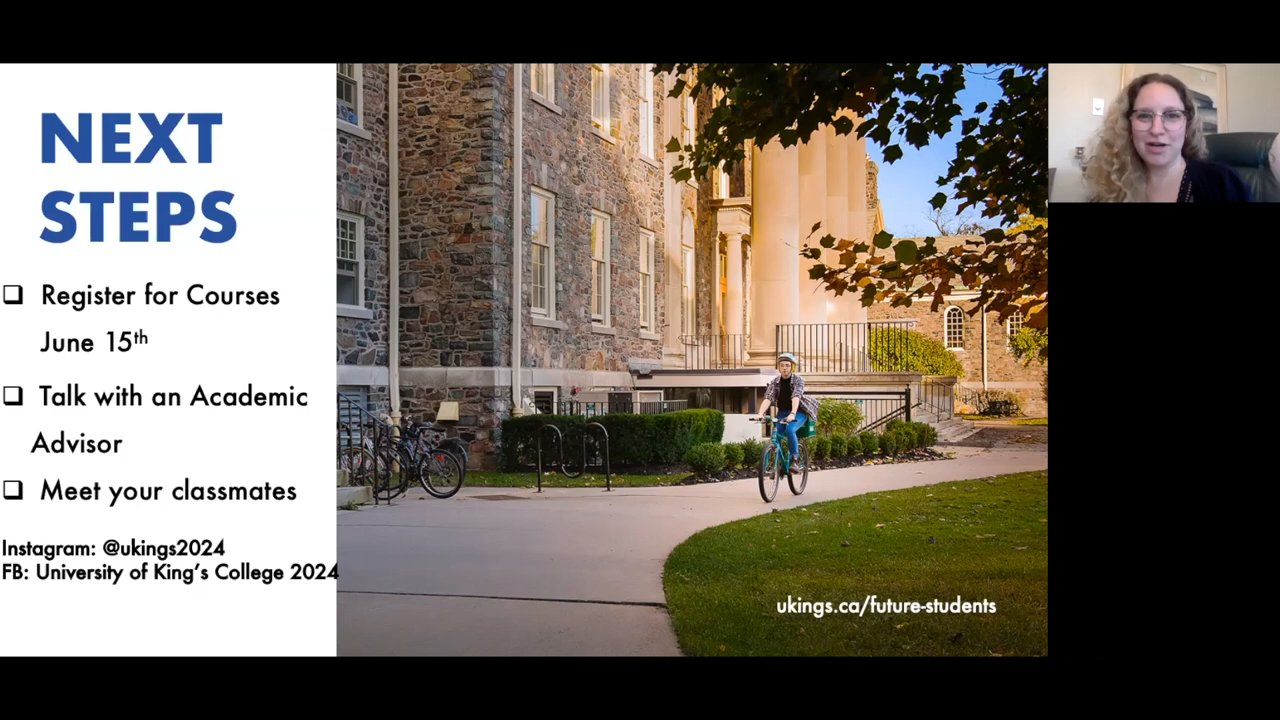 NEXT
STEPS
Register for Courses
June 15th
Talk with an Academic
Advisor
Meet your classmates
Instagram: @ukings2024
FB: University of King's College 2024
ukings.ca/future-students